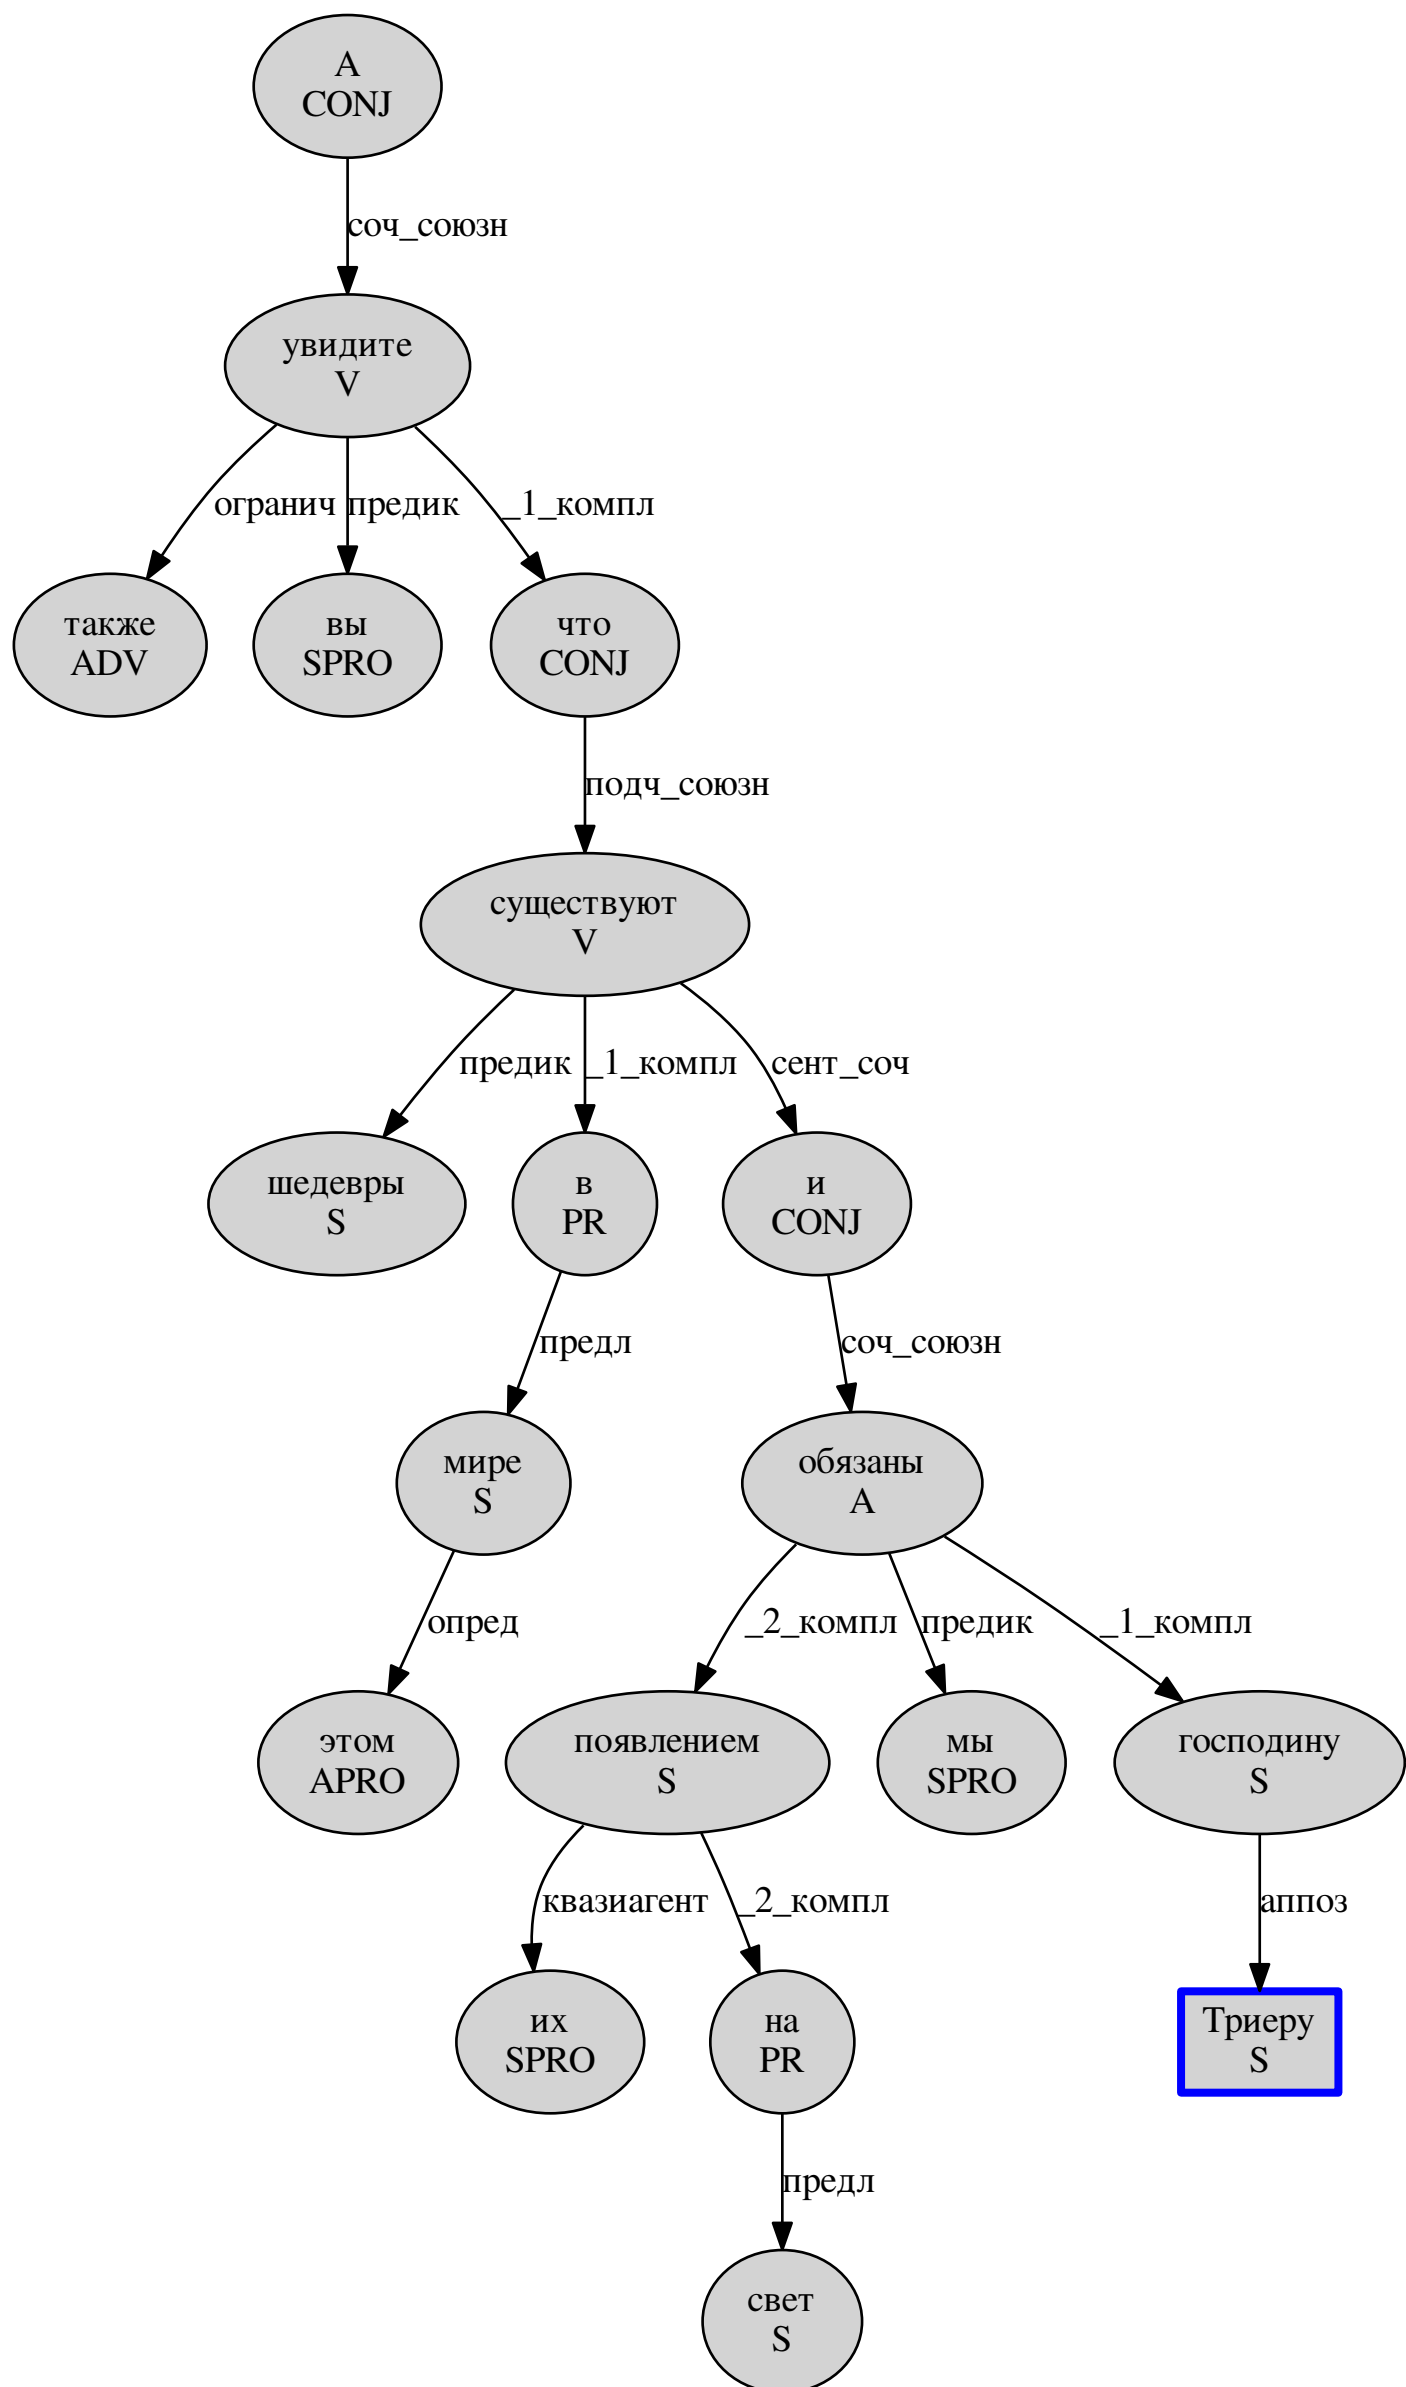 А
CONJ
соч_союзн
увидите
V
огранич
предик
_1_компл
также
ADV
вы
SPRO
что
CONJ
подч_союзн
существуют
V
предик
_1_компл
сент_соч
шедевры
S
в
PR
и
CONJ
предл
соч_союзн
мире
S
обязаны
A
опред
_2_компл
предик
_1_компл
этом
APRO
появлением
S
мы
SPRO
господину
S
квазиагент
_2_компл
аппоз
их
SPRO
на
PR
Триеру
S
предл
свет
S